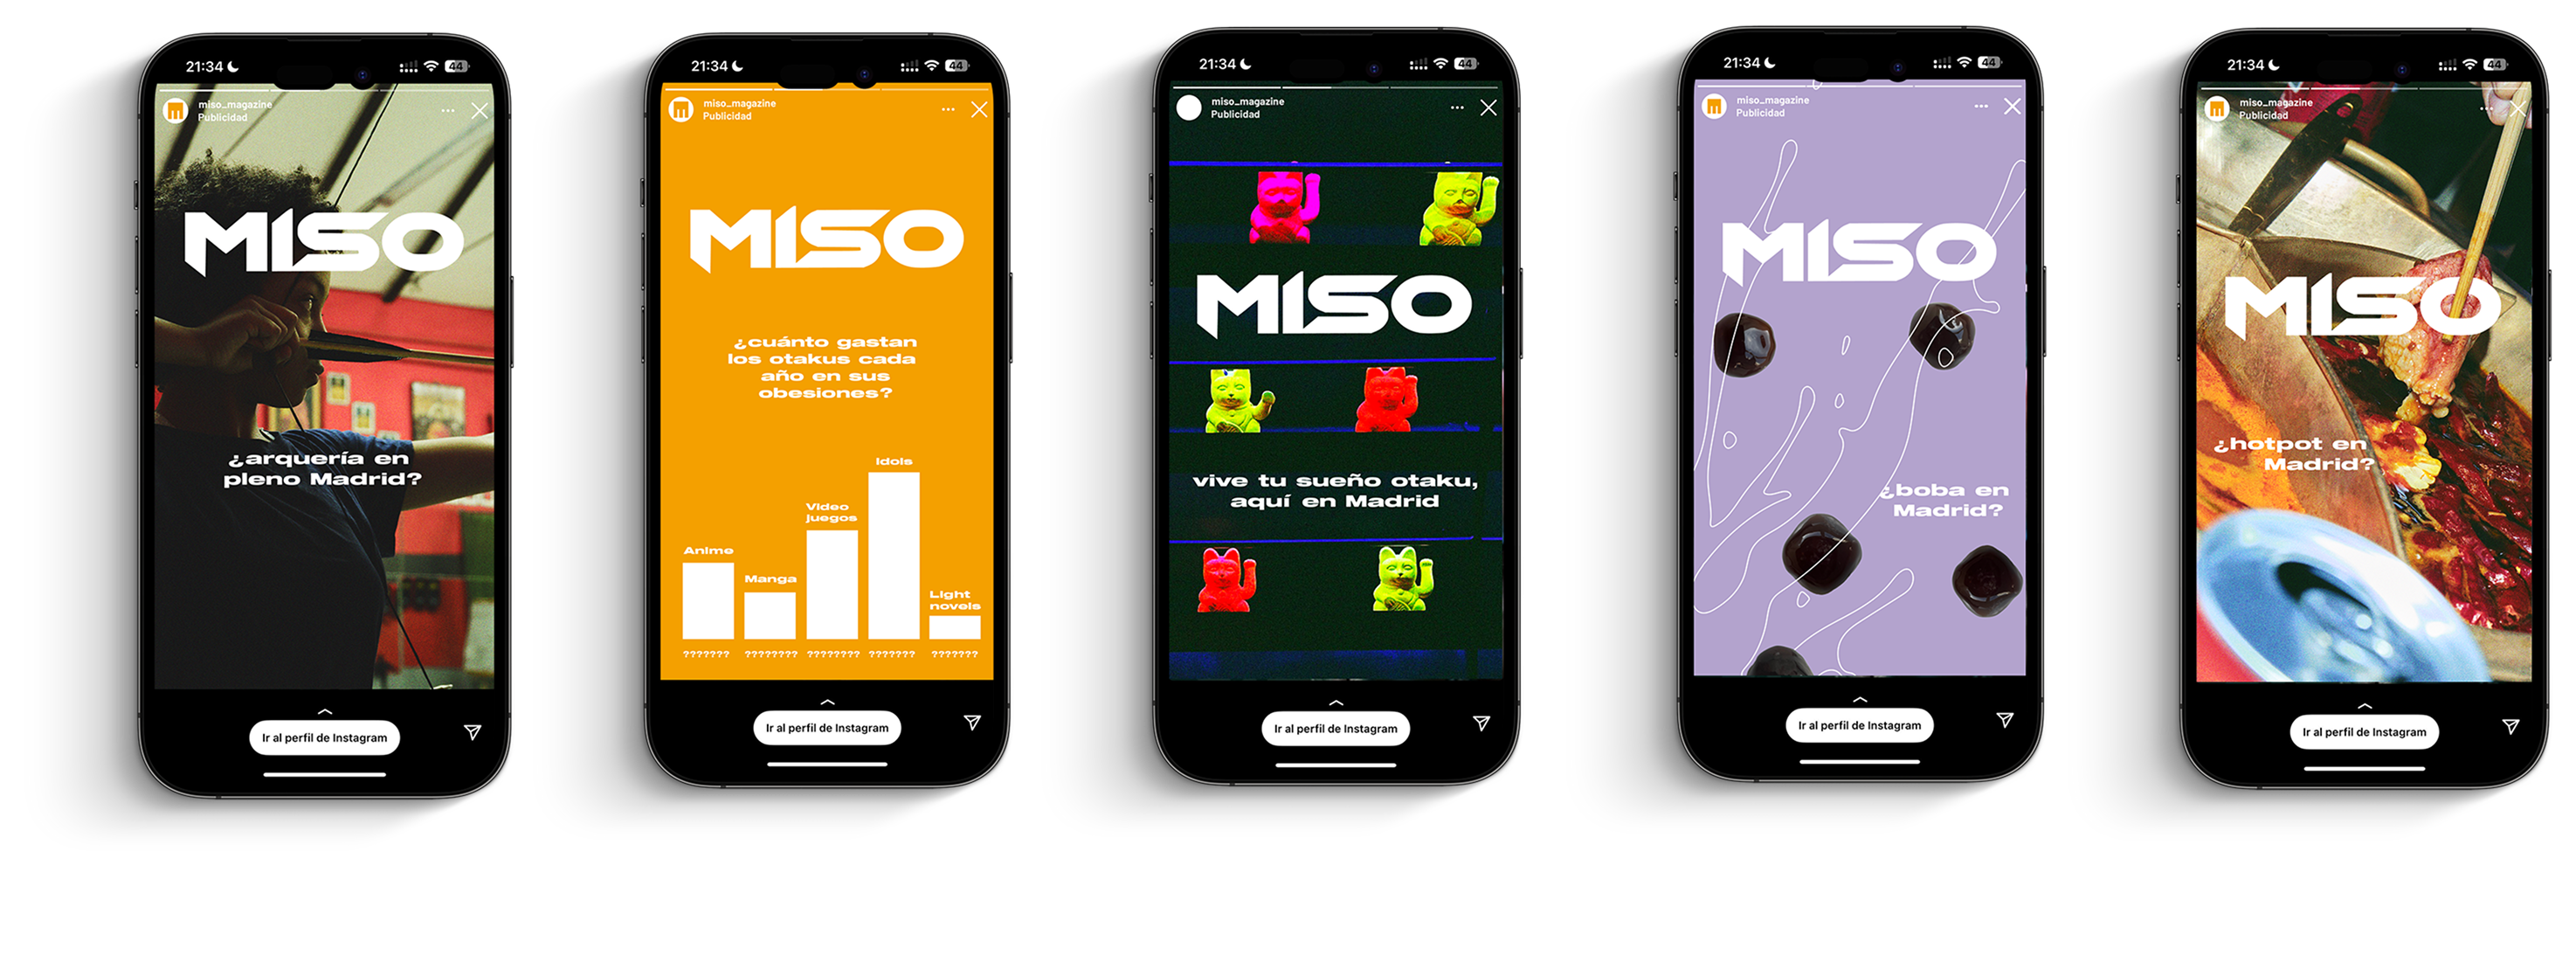 21:34
44
miso_magazine
Publicidad
MISO
¿arquería en
pleno Madrid?
Ir al perfil de Instagram
21:34
44
miso_magazine
Publicidad
MISO
¿cuánto gastan
los otakus cada
año en sus
obesiones?
Idols
Video
juegos
Anime
Manga
Light
novels
??????? ???????? ???????? ??????? ???????
Ir al perfil de Instagram
21:34
44
miso_magazine
Publicidad
MISO
vive tu sueño otaku,
aquí en Madrid
Ir al perfil de Instagram
21:34
44
miso_magazine
Publicidad
MISO
¿boba en
Madrid?
Ir al perfil de Instagram
21:34
44
miso_magazine
Publicidad
MISO
¿hotpot en
Madrid?
Ir al perfil de Instagram